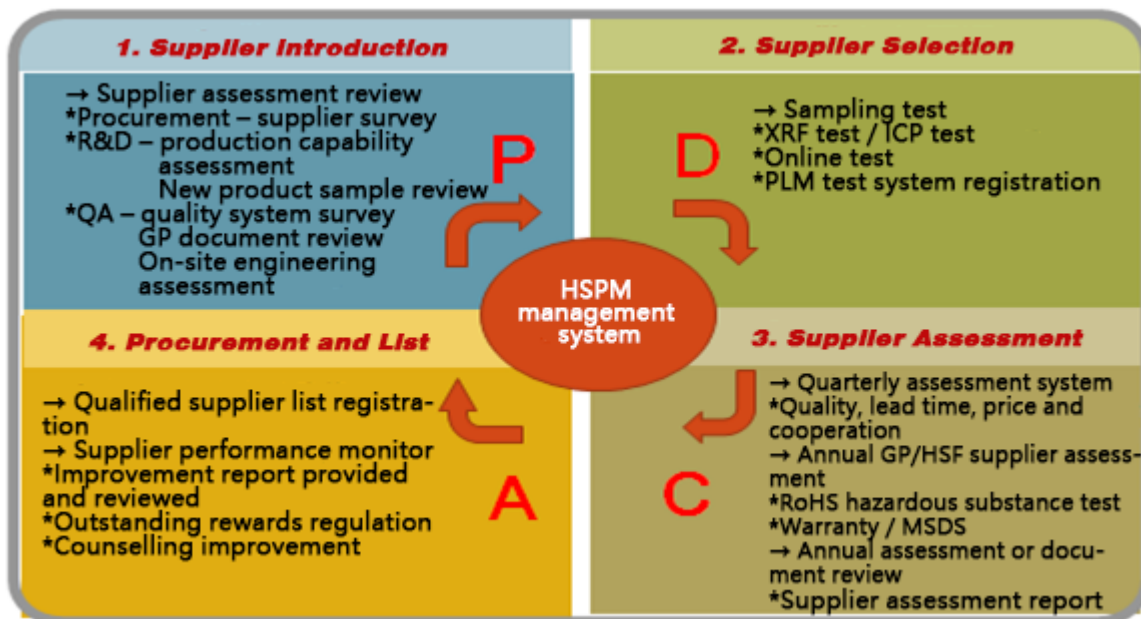 1. Supplier Introduction
→ Supplier assessment review
*Procurement – supplier survey
*R&D – production capability
assessment
New product sample review
*QA – quality system survey
GP document review
On-site engineering
assessment
P
2. Supplier Selection
→ Sampling test
*XRF test / ICP test
*Online test
*PLM test system registration
D
HSPM
management
system
3. Supplier Assessment
→ Quarterly assessment system
*Quality, lead time, price and
cooperation
→ Annual GP/HSF supplier assess-
ment
*RoHS hazardous substance test
*Warranty / MSDS
→ Annual assessment or docu-
ment review
*Supplier assessment report
C
4. Procurement and List
→ Qualified supplier list registra-
tion
→ Supplier performance monitor
*Improvement report provided
and reviewed
*Outstanding rewards regulation
*Counselling improvement
A